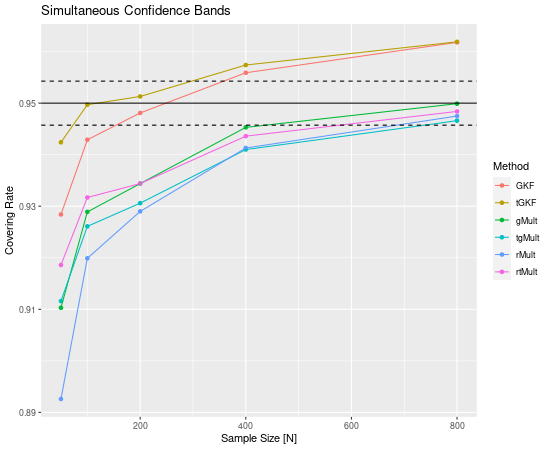 Simultaneous Confidence Bands
0.95
0.93
0.91
0.89
Covering Rate
200
400
600
800
Sample Size [N]
Method
GKF
tGKF
gMult
tgMult
rMult
rtMult